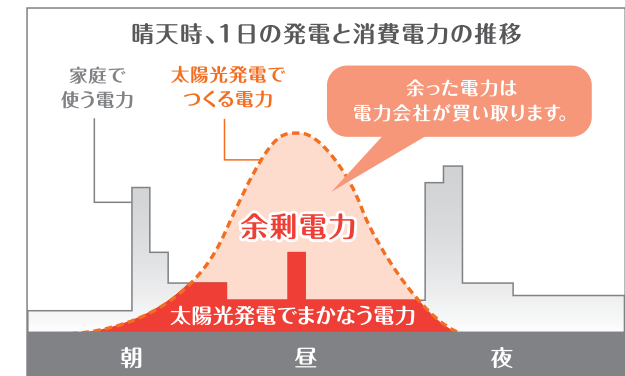 晴天時、1日の発電と消費電力の推移
家庭で
使う電力
太陽光発電で
つくる電力
余った電力は
電力会社が買い取ります。
余剰電力
太陽光発電でまかなう電力
朝
昼
夜